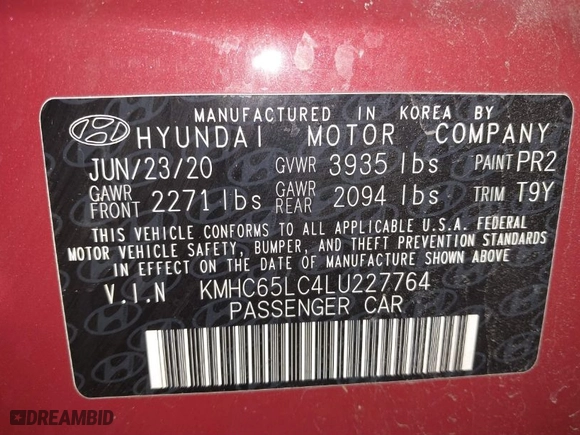 MANUFACTURED IN KOREA BY
HYUNDAI MOTOR COMPANY
JUN/23/20 GVWR 3935 lbs PAINT PR2
GAWR FRONT 2271 lbs GAWR REAR 2094 lbs TRIM T9Y
THIS VEHICLE CONFORMS TO ALL APPLICABLE U.S.A. FEDERAL
MOTOR VEHICLE SAFETY, BUMPER, AND THEFT PREVENTION STANDARDS
IN EFFECT ON THE DATE OF MANUFACTURE SHOWN ABOVE.
V.I.N KMHC65LC4LU227764
PASSENGER CAR
DREAMBID